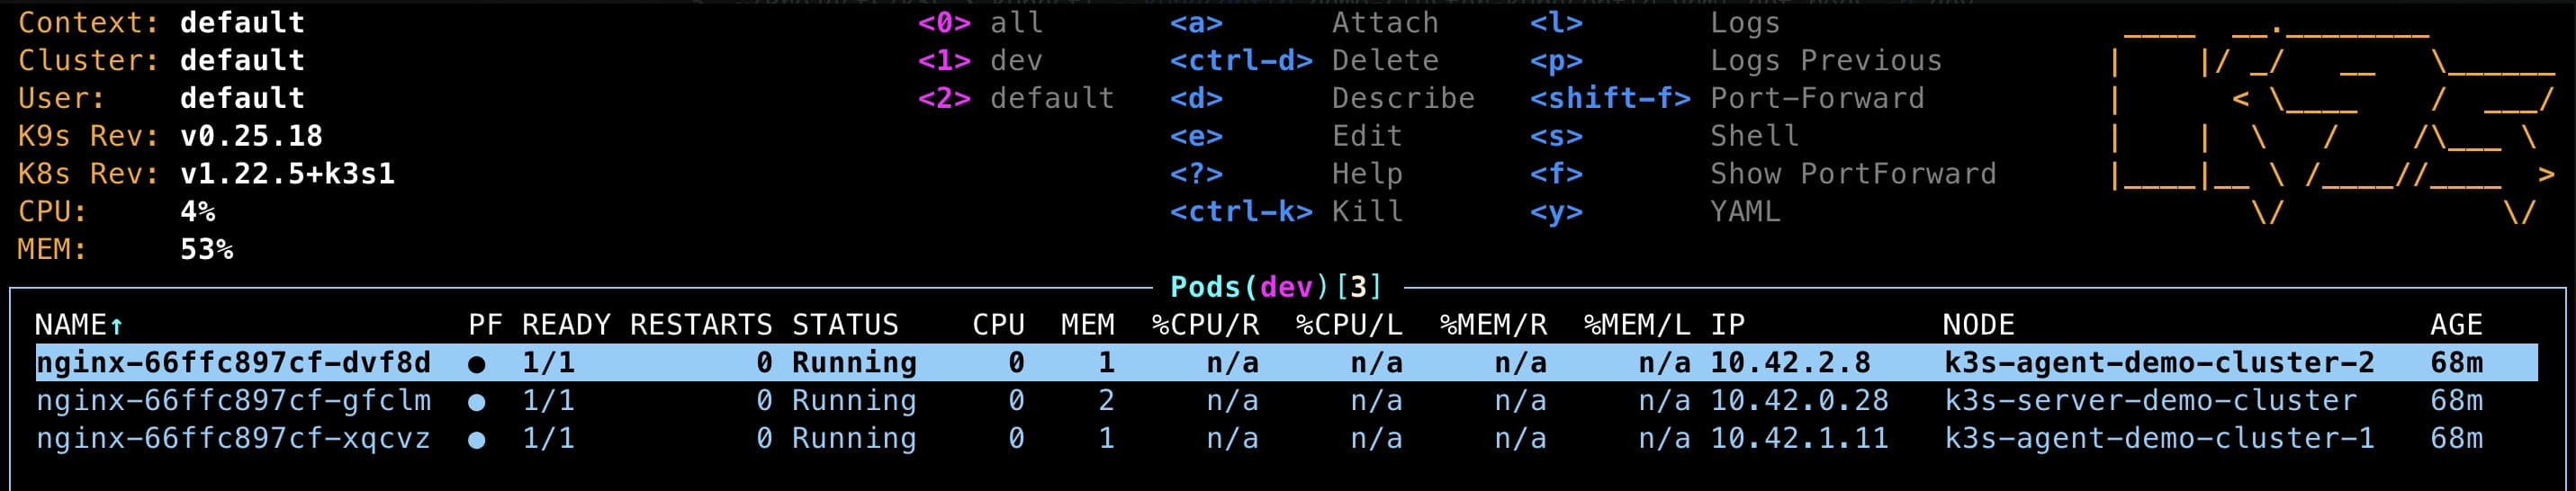 Context: default <0> all <a> Attach <l> Logs
Cluster: default <1> dev <ctrl-d> Delete <p> Logs Previous
User: default <2> default <d> Describe <shift-f> Port-Forward
K9s Rev: v0.25.18 <e> Edit <s> Shell
K8s Rev: v1.22.5+k3s1 <?> Help <f> Show PortForward
CPU: 4% <ctrl-k> Kill <y> YAML
MEM: 53%
Pods(dev)[3]
NAME↑ PF READY RESTARTS STATUS CPU MEM %CPU/R %CPU/L %MEM/R %MEM/L IP NODE AGE
nginx-66ffc897cf-dvf8d ● 1/1 0 Running 0 1 n/a n/a n/a n/a 10.42.2.8 k3s-agent-demo-cluster-2 68m
nginx-66ffc897cf-gfclm ● 1/1 0 Running 0 2 n/a n/a n/a n/a 10.42.0.28 k3s-server-demo-cluster 68m
nginx-66ffc897cf-xqcvz ● 1/1 0 Running 0 1 n/a n/a n/a n/a 10.42.1.11 k3s-agent-demo-cluster-1 68m